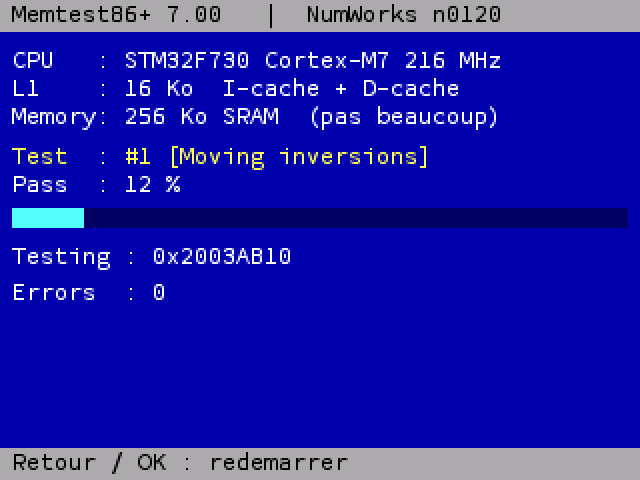 Memtest86+ 7.00 | NumWorks n0120
CPU : STM32F730 Cortex-M7 216 MHz
L1 : 16 Ko I-cache + D-cache
Memory: 256 Ko SRAM (pas beaucoup)
Test : #1 [Moving inversions]
Pass : 12 %
Testing : 0x2003AB10
Errors : 0
Retour / OK : redemarrer